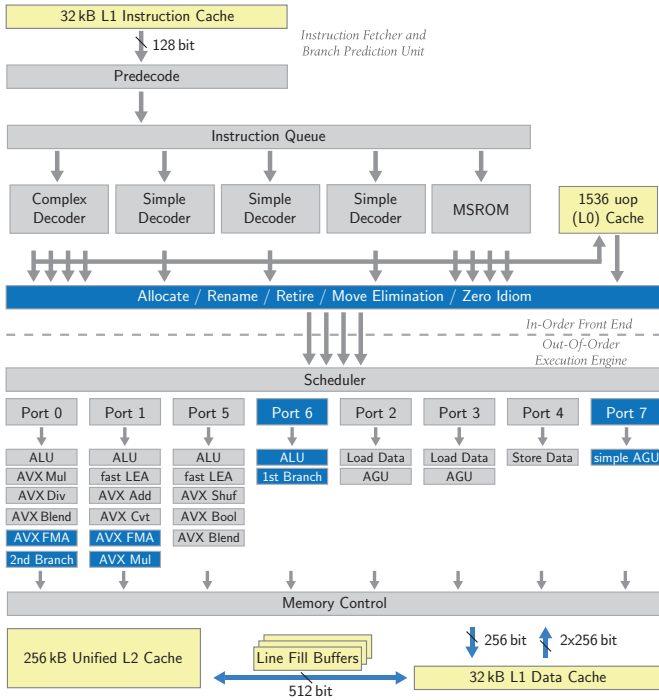 32 kB L1 Instruction Cache
Instruction Fetcher and
Branch Prediction Unit
128 bit
Predecode
Instruction Queue
Complex
Decoder
Simple
Decoder
Simple
Decoder
Simple
Decoder
MSROM
1536 uop
(L0) Cache
Allocate / Rename / Retire / Move Elimination / Zero Idiom
In-Order Front End
Out-Of-Order
Execution Engine
Scheduler
Port 0
Port 1
Port 5
Port 6
Port 2
Port 3
Port 4
Port 7
ALU
AVX Mul
AVX Div
AVX Blend
AVX FMA
2nd Branch
ALU
fast LEA
AVX Add
AVX Cvt
AVX FMA
AVX Mul
ALU
fast LEA
AVX Shuf
AVX Bool
AVX Blend
ALU
1st Branch
Load Data
AGU
Load Data
AGU
Store Data
simple AGU
Memory Control
256 kB Unified L2 Cache
Line Fill Buffers
512 bit
256 bit
2x256 bit
32 kB L1 Data Cache